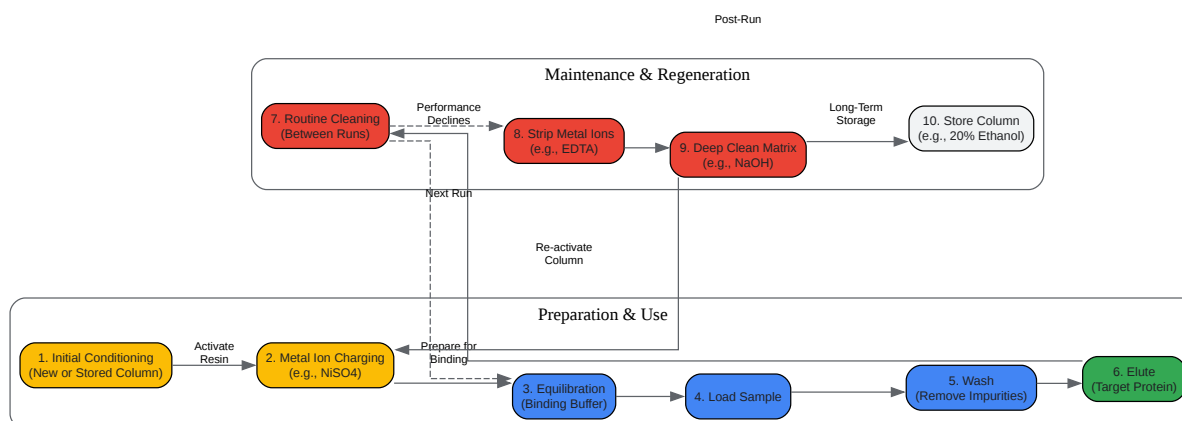 Post-Run
Maintenance & Regeneration
7. Routine Cleaning
(Between Runs)
Performance
Declines
8. Strip Metal Ions
(e.g., EDTA)
9. Deep Clean Matrix
(e.g., NaOH)
Long-Term
Storage
10. Store Column
(e.g., 20% Ethanol)
Next Run
Re-activate
Column
Preparation & Use
1. Initial Conditioning
(New or Stored Column)
Activate
Resin
2. Metal Ion Charging
(e.g., NiSO4)
Prepare for
Binding
3. Equilibration
(Binding Buffer)
4. Load Sample
5. Wash
(Remove Impurities)
6. Elute
(Target Protein)